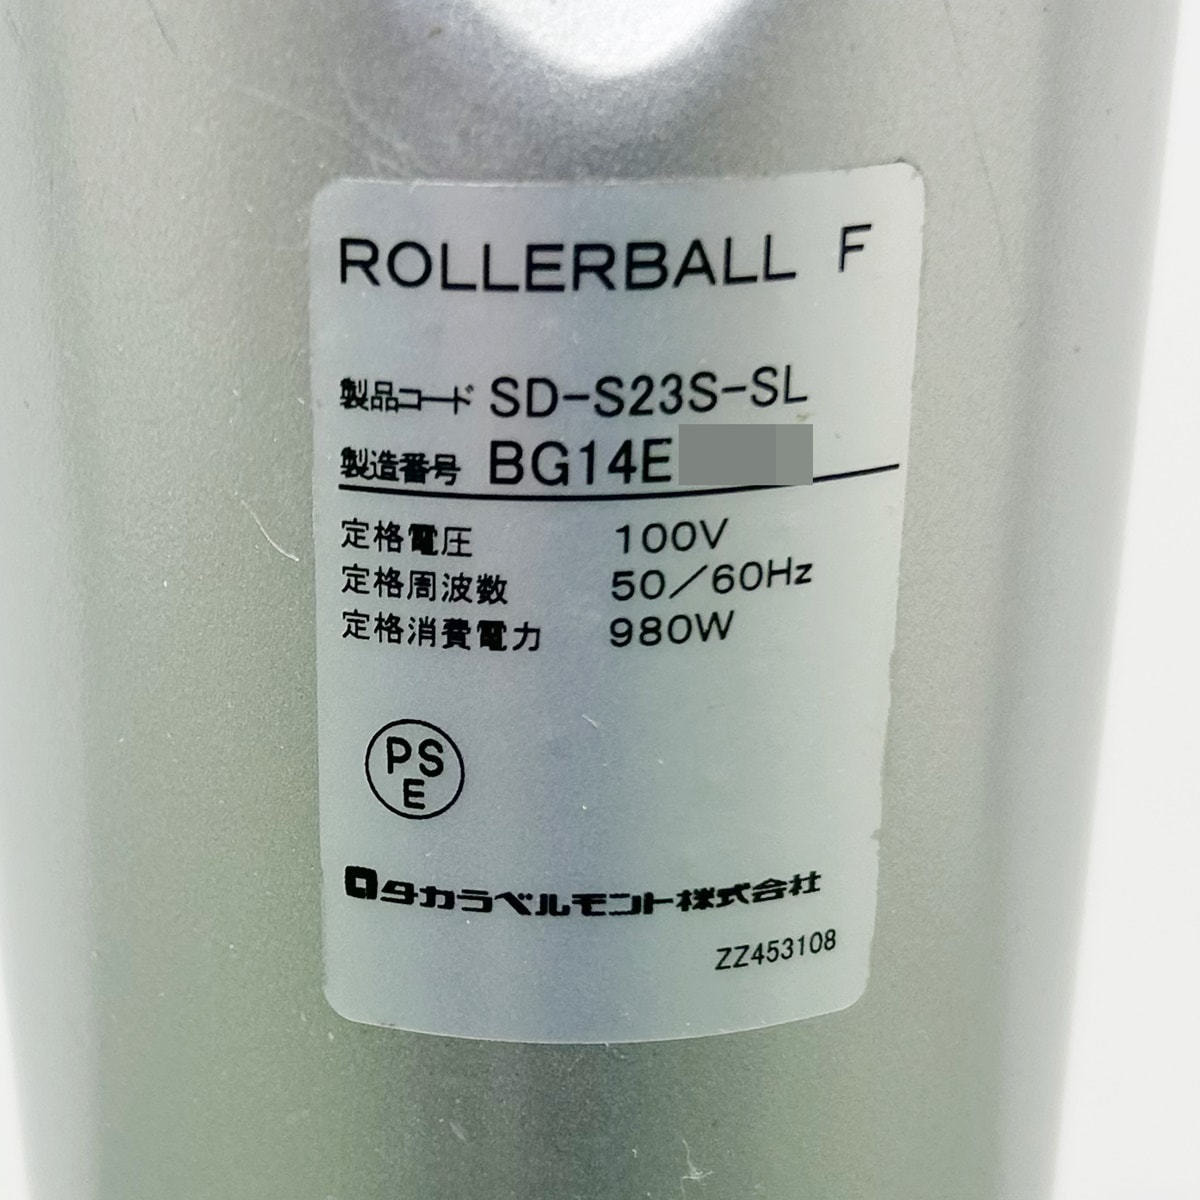 ROLLERBALL F
製品コード SD-S23S-SL
製造番号 BG14E
定格電圧 100V
定格周波数 50／60Hz
定格消費電力 980W
PS
E
タカラベルモント株式会社
ZZ453108